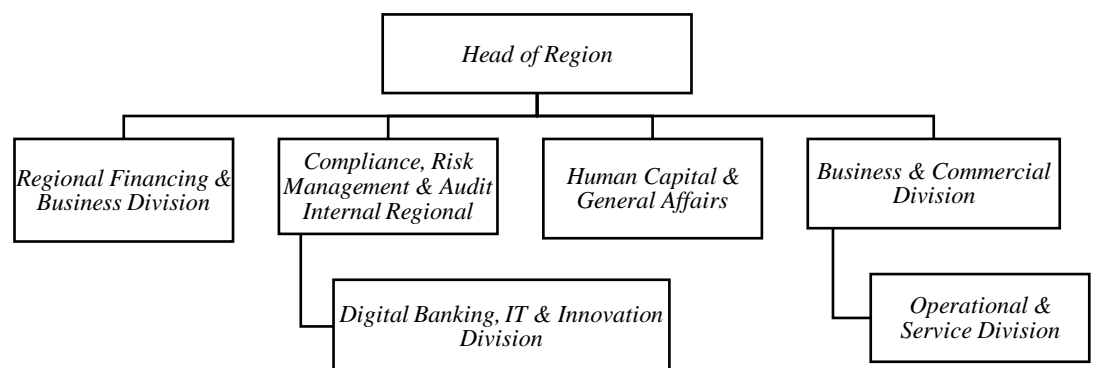 Head of Region
Regional Financing &
Business Division
Compliance, Risk
Management & Audit
Internal Regional
Human Capital &
General Affairs
Business & Commercial
Division
Digital Banking, IT & Innovation
Division
Operational &
Service Division